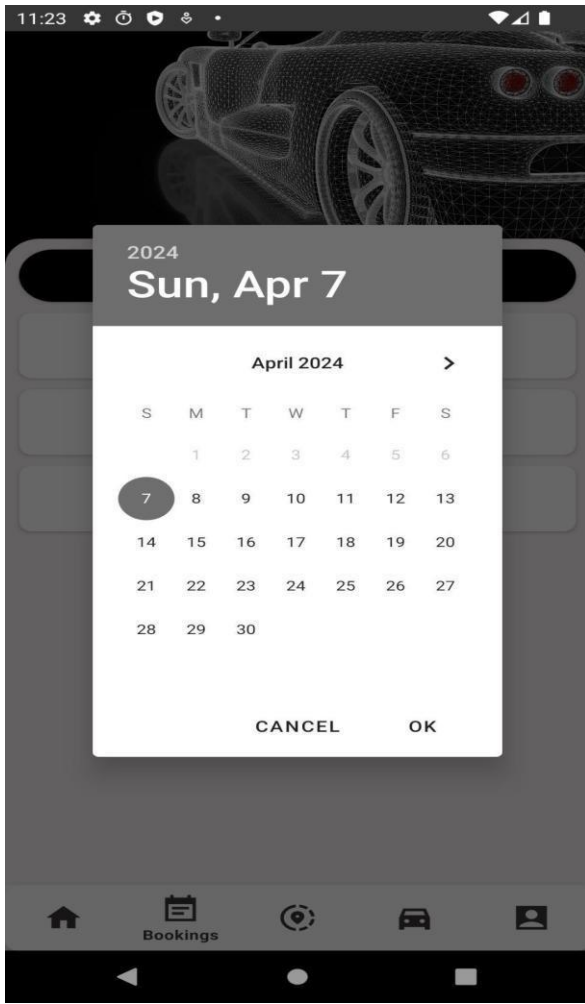 11:23
2024
Sun, Apr 7
April 2024
S M T W T F S
1 2 3 4 5 6
7 8 9 10 11 12 13
14 15 16 17 18 19 20
21 22 23 24 25 26 27
28 29 30
CANCEL OK
Bookings